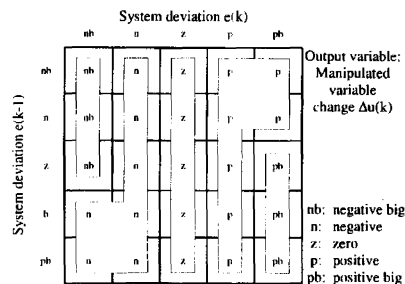 System deviation e(k)
nb n z p pb
System deviation e(k-1)
nb nb n z p p
n nb n z p p
z nb n z p pb
b n n z p pb
pb n n z p pb
Output variable:
Manipulated
variable
change Δu(k)
nb: negative big
n: negative
z: zero
p: positive
pb: positive big